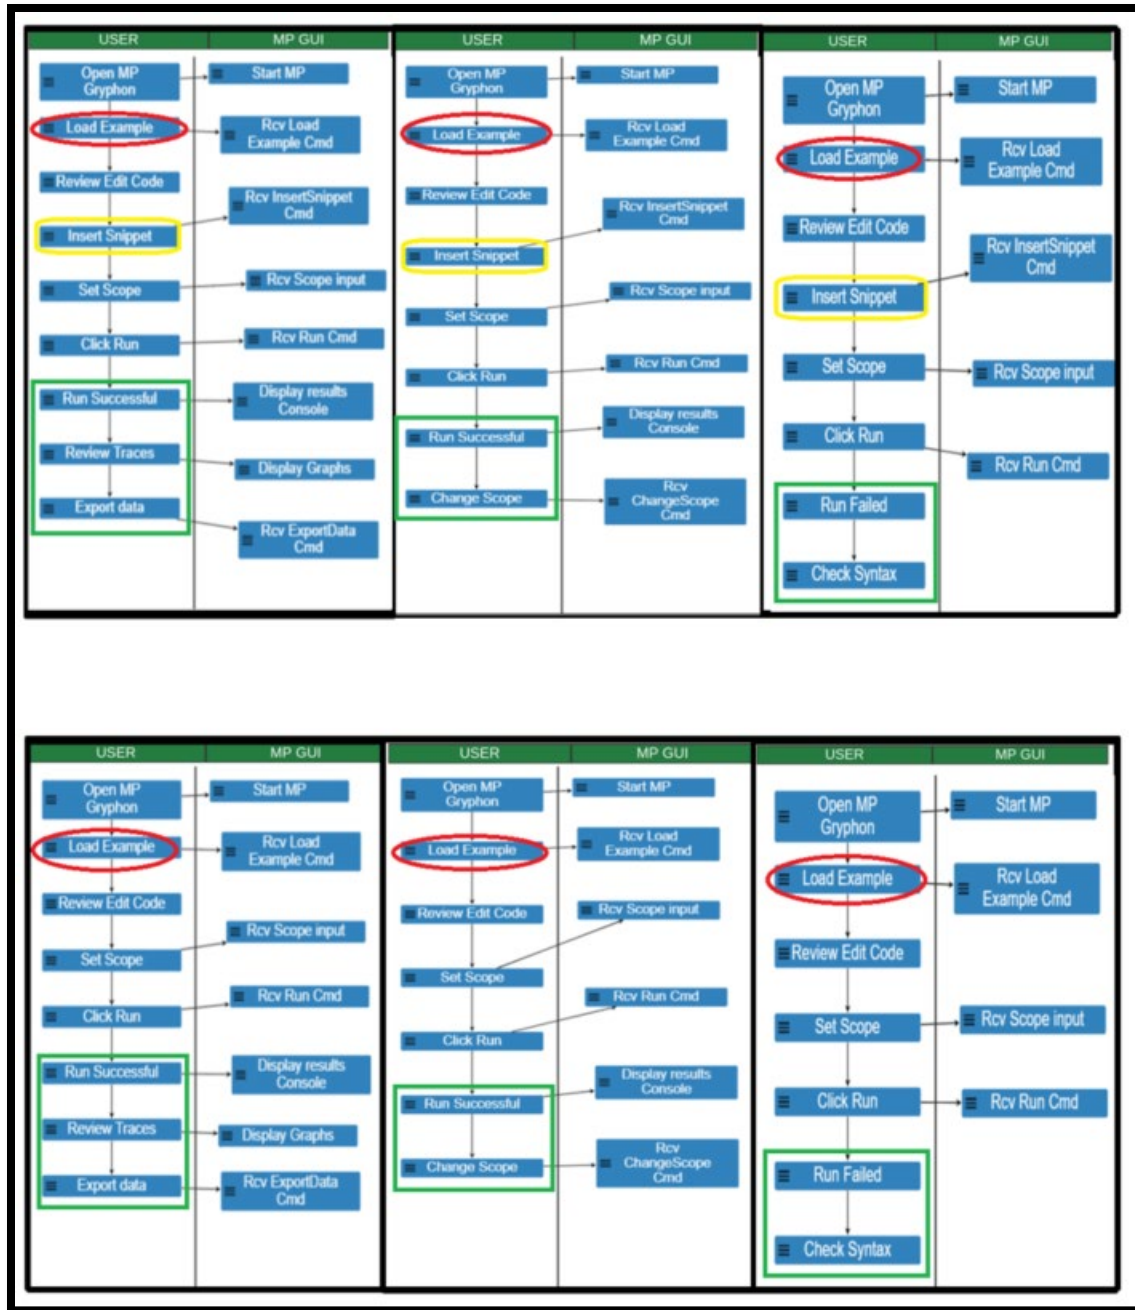 USER
MP GUI
Open MP
Gryphon
Start MP
Load Example
Rcv Load
Example Cmd
Review Edit Code
Rcv InsertSnippet
Cmd
Insert Snippet
Set Scope
Rcv Scope input
Click Run
Rcv Run Cmd
Run Successful
Display results
Console
Review Traces
Display Graphs
Export data
Rcv ExportData
Cmd
USER
MP GUI
Open MP
Gryphon
Start MP
Load Example
Rcv Load
Example Cmd
Review Edit Code
Rcv InsertSnippet
Cmd
Insert Snippet
Set Scope
Rcv Scope input
Click Run
Rcv Run Cmd
Run Successful
Display results
Console
Change Scope
Rcv
ChangeScope
Cmd
USER
MP GUI
Open MP
Gryphon
Start MP
Load Example
Rcv Load
Example Cmd
Review Edit Code
Rcv InsertSnippet
Cmd
Insert Snippet
Set Scope
Rcv Scope input
Click Run
Rcv Run Cmd
Run Failed
Check Syntax
USER
MP GUI
Open MP
Gryphon
Start MP
Load Example
Rcv Load
Example Cmd
Review Edit Code
Rcv Scope input
Set Scope
Rcv Run Cmd
Click Run
Run Successful
Display results
Console
Review Traces
Display Graphs
Export data
Rcv ExportData
Cmd
USER
MP GUI
Open MP
Gryphon
Start MP
Load Example
Rcv Load
Example Cmd
Review Edit Code
Rcv Scope input
Set Scope
Rcv Run Cmd
Click Run
Run Successful
Display results
Console
Change Scope
Rcv
ChangeScope
Cmd
USER
MP GUI
Open MP
Gryphon
Start MP
Load Example
Rcv Load
Example Cmd
Review Edit Code
Set Scope
Rcv Scope input
Click Run
Rcv Run Cmd
Run Failed
Check Syntax